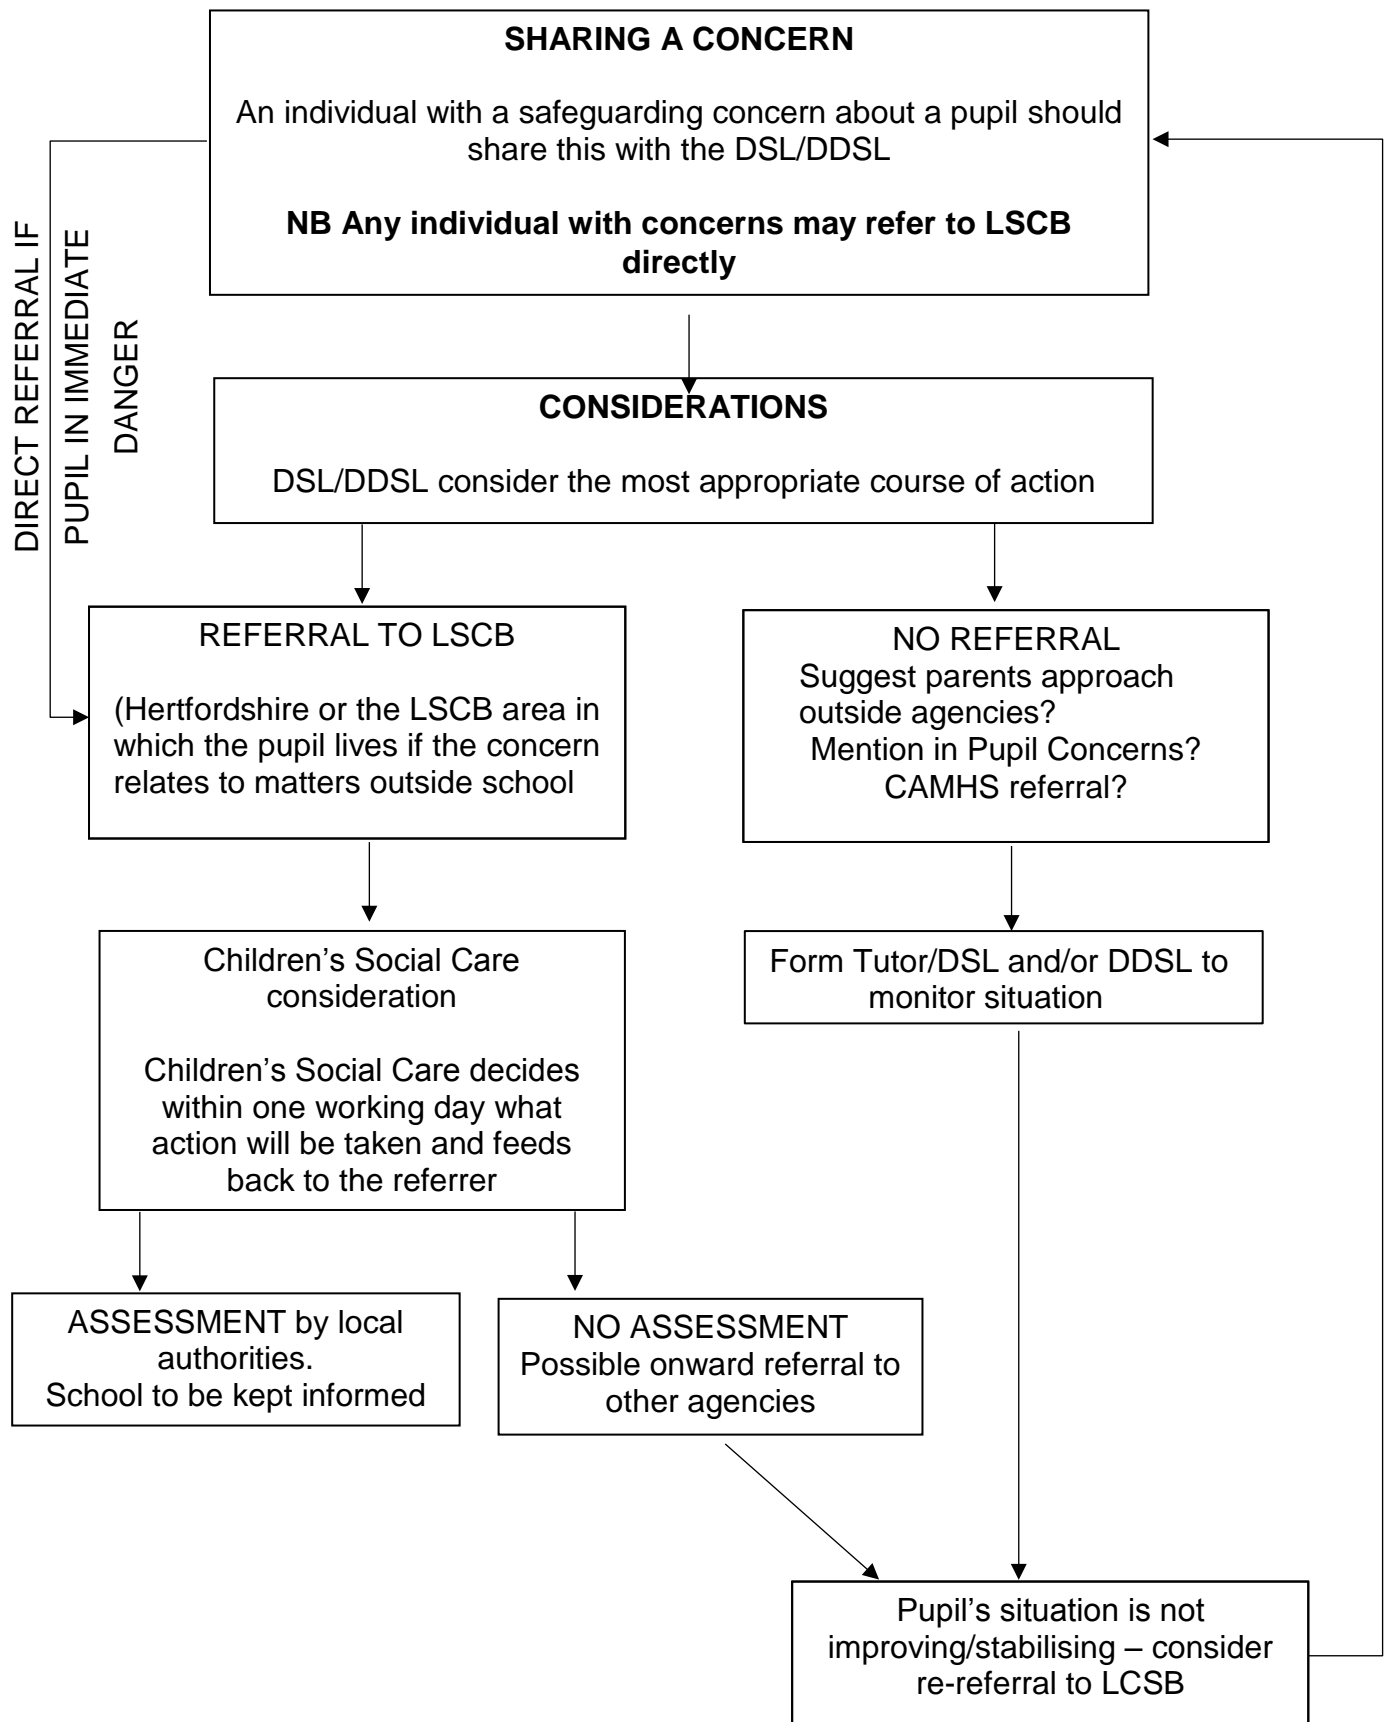 SHARING A CONCERN
An individual with a safeguarding concern about a pupil should
share this with the DSL/DDSL
NB Any individual with concerns may refer to LSCB
directly
DIRECT REFERRAL IF
PUPIL IN IMMEDIATE
DANGER
CONSIDERATIONS
DSL/DDSL consider the most appropriate course of action
REFERRAL TO LSCB
(Hertfordshire or the LSCB area in
which the pupil lives if the concern
relates to matters outside school
NO REFERRAL
Suggest parents approach
outside agencies?
Mention in Pupil Concerns?
CAMHS referral?
Children’s Social Care
consideration
Children’s Social Care decides
within one working day what
action will be taken and feeds
back to the referrer
Form Tutor/DSL and/or DDSL to
monitor situation
ASSESSMENT by local
authorities.
School to be kept informed
NO ASSESSMENT
Possible onward referral to
other agencies
Pupil’s situation is not
improving/stabilising – consider
re-referral to LCSB